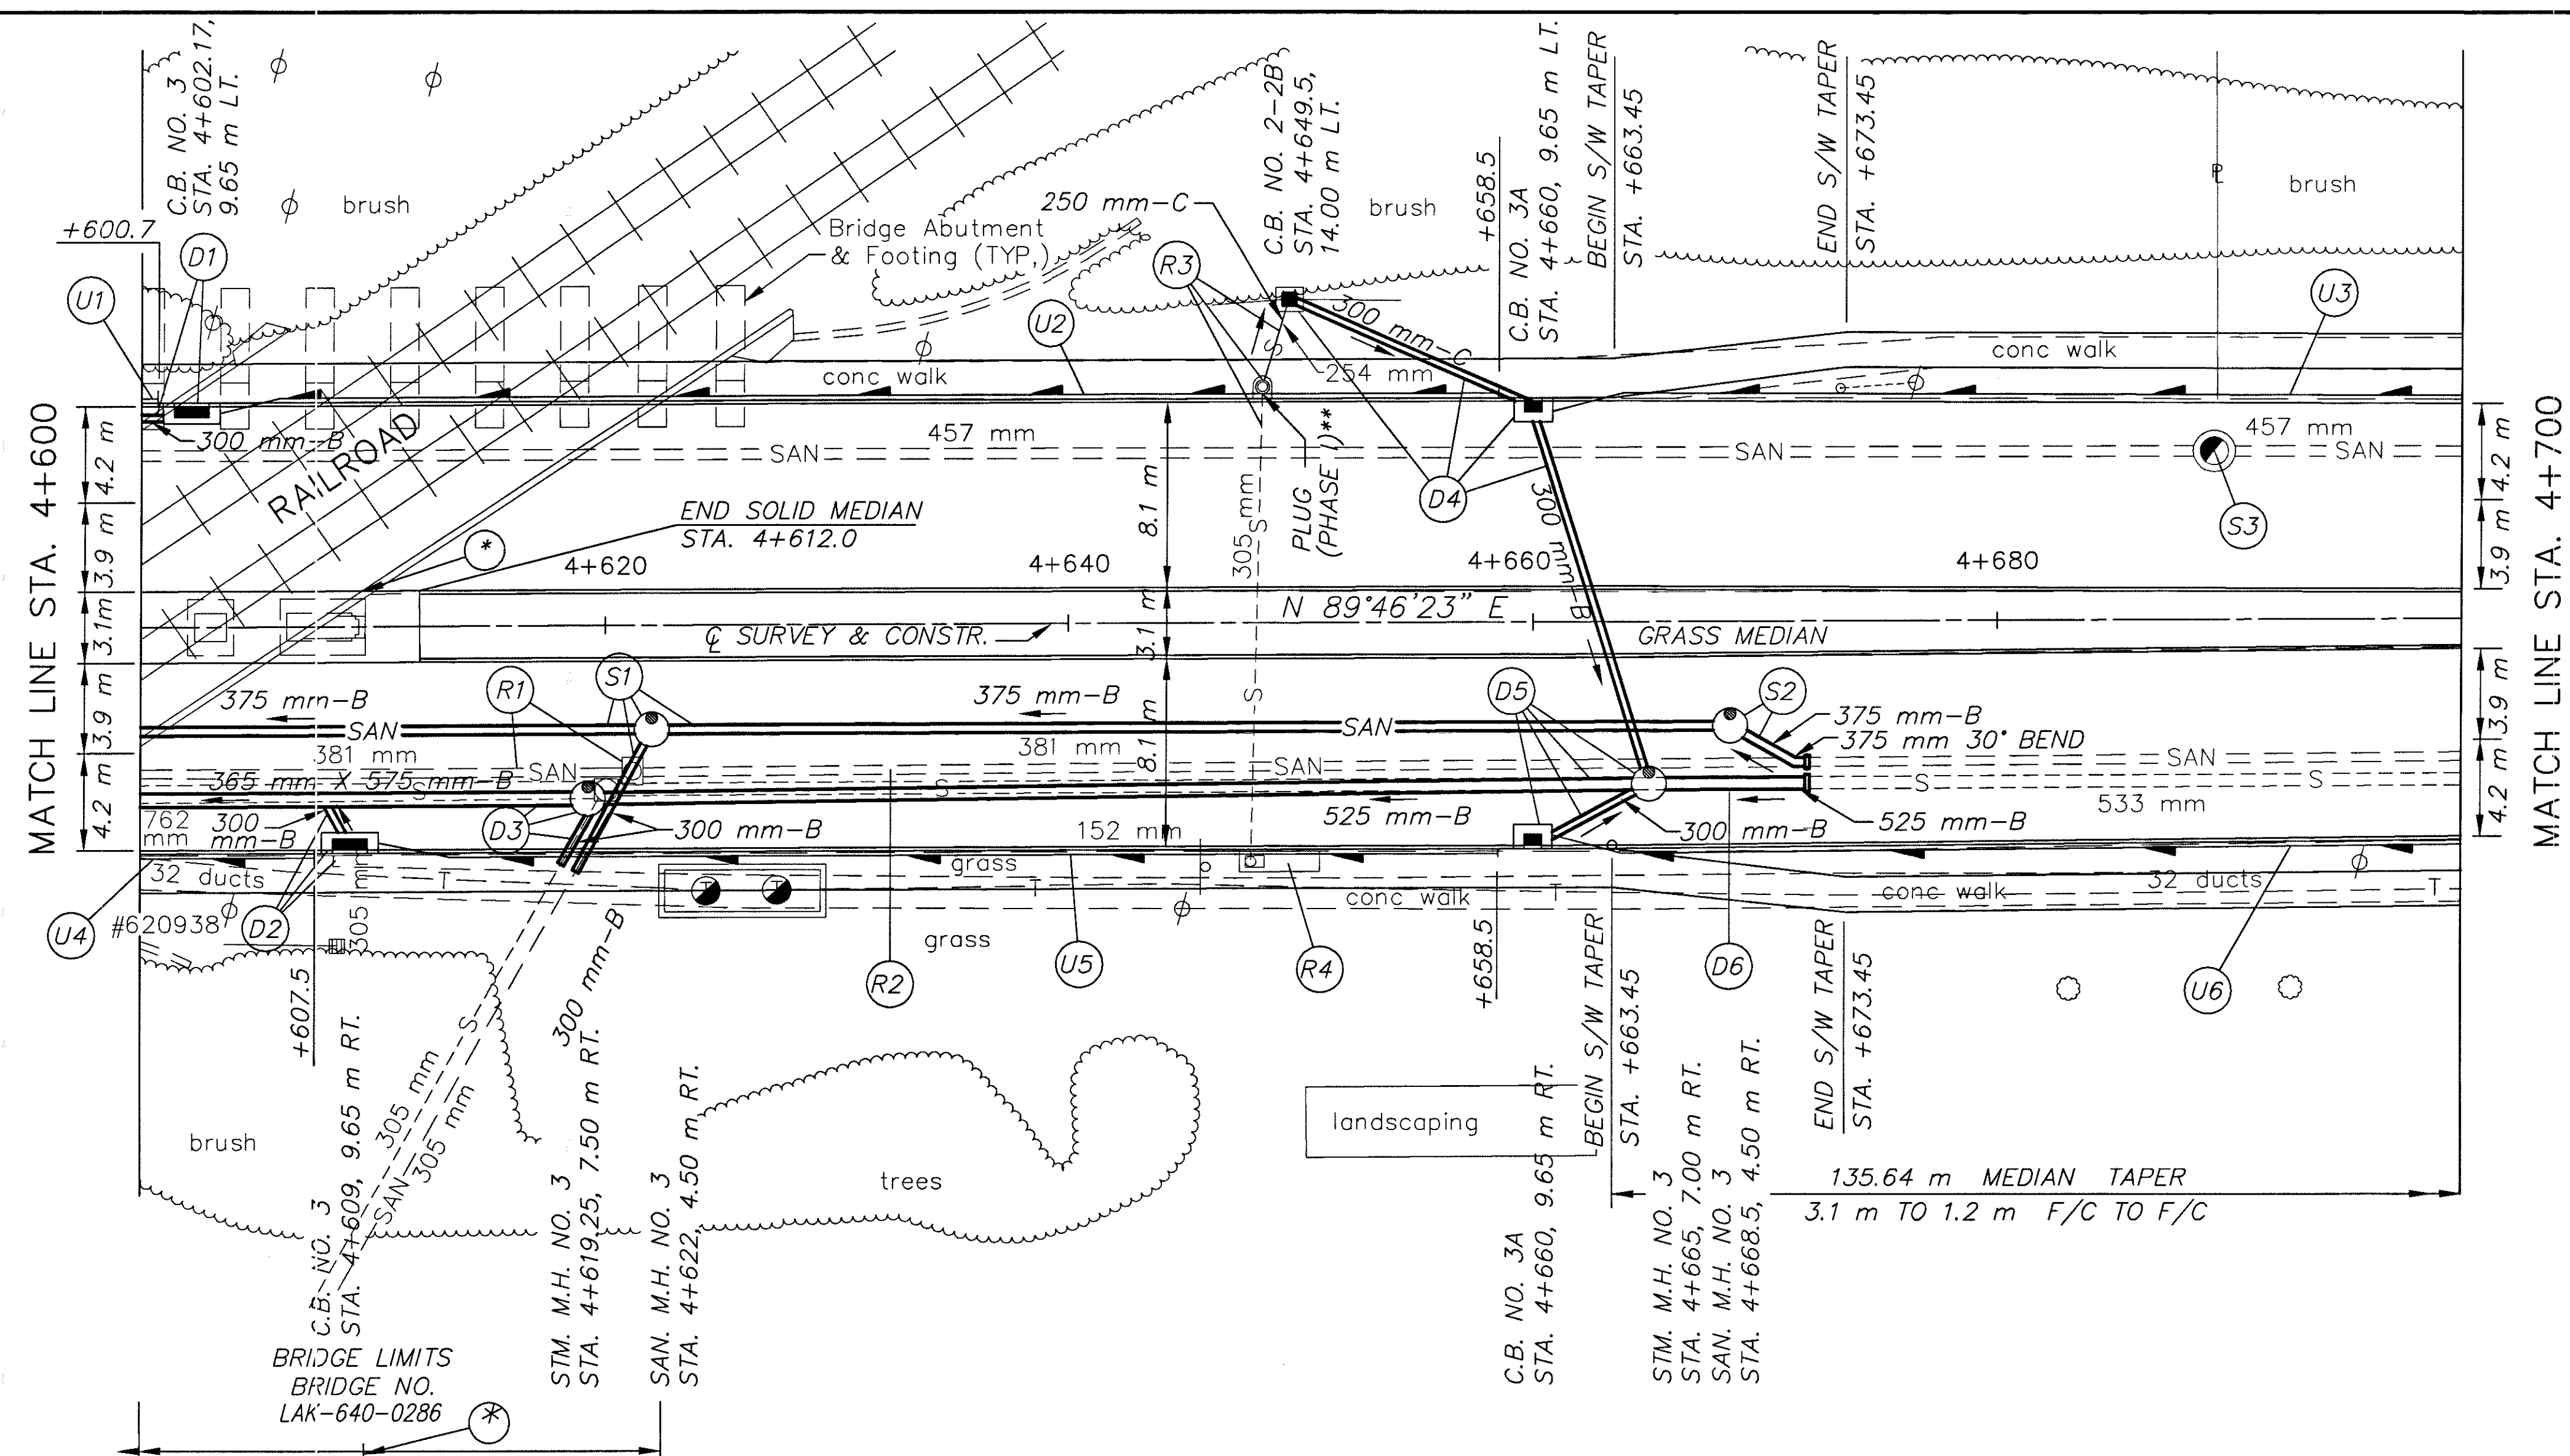 C.B. NO. 3
STA. 4+602.17,
9.65 m LT.
brush
+600.7
D1
U1
Bridge Abutment
& Footing (TYP.)
250 mm-C
R3
U2
C.B. NO. 2-2B
STA. 4+649.5,
14.00 m LT.
brush
+658.5
C.B. NO. 3A
STA. 4+660, 9.65 m LT.
BEGIN S/W TAPER
STA. +663.45
END S/W TAPER
STA. +673.45
brush
U3
300 mm-C
S
254 mm
conc walk
conc walk
MATCH LINE STA. 4+600
4.2 m
3.9 m
3.1m
3.9 m
4.2 m
300 mm-B
RAILROAD
457 mm
SAN
SAN
457 mm
SAN
END SOLID MEDIAN
STA. 4+612.0
*
8.1 m
305 mm
S
PLUG
(PHASE 1)**
D4
300 mm-B
S3
4.2 m
3.9 m
MATCH LINE STA. 4+700
4+620
4+640
4+660
4+680
3.1 m
N 89°46'23" E
℄ SURVEY & CONSTR.
GRASS MEDIAN
375 mm-B
R1
S1
375 mm-B
S
D5
S2
375 mm-B
375 mm 30° BEND
3.9 m
4.2 m
SAN
SAN
381 mm
381 mm
8.1 m
SAN
SAN
SAN
365 mm X 575 mm-B
S
S
S
S
533 mm
762
mm
300
mm-B
D3
300 mm-B
152 mm
525 mm-B
300 mm-B
525 mm-B
32 ducts
T
grass
T
conc walk
T
conc walk
32 ducts
T
U4
#620938
D2
305 mm
grass
R2
U5
R4
+658.5
D6
U6
+607.5
300 mm-B
BEGIN S/W TAPER
STA. +663.45
END S/W TAPER
STA. +673.45
brush
S
305 mm
SAN
305 mm
trees
landscaping
135.64 m MEDIAN TAPER
3.1 m TO 1.2 m F/C TO F/C
C.B. NO. 3
STA. 4+609, 9.65 m RT.
STM. M.H. NO. 3
STA. 4+619.25, 7.50 m RT.
SAN. M.H. NO. 3
STA. 4+622, 4.50 m RT.
C.B. NO. 3A
STA. 4+660, 9.65 m RT.
STM. M.H. NO. 3
STA. 4+665, 7.00 m RT.
SAN. M.H. NO. 3
STA. 4+668.5, 4.50 m RT.
BRIDGE LIMITS
BRIDGE NO.
LAK-640-0286
*